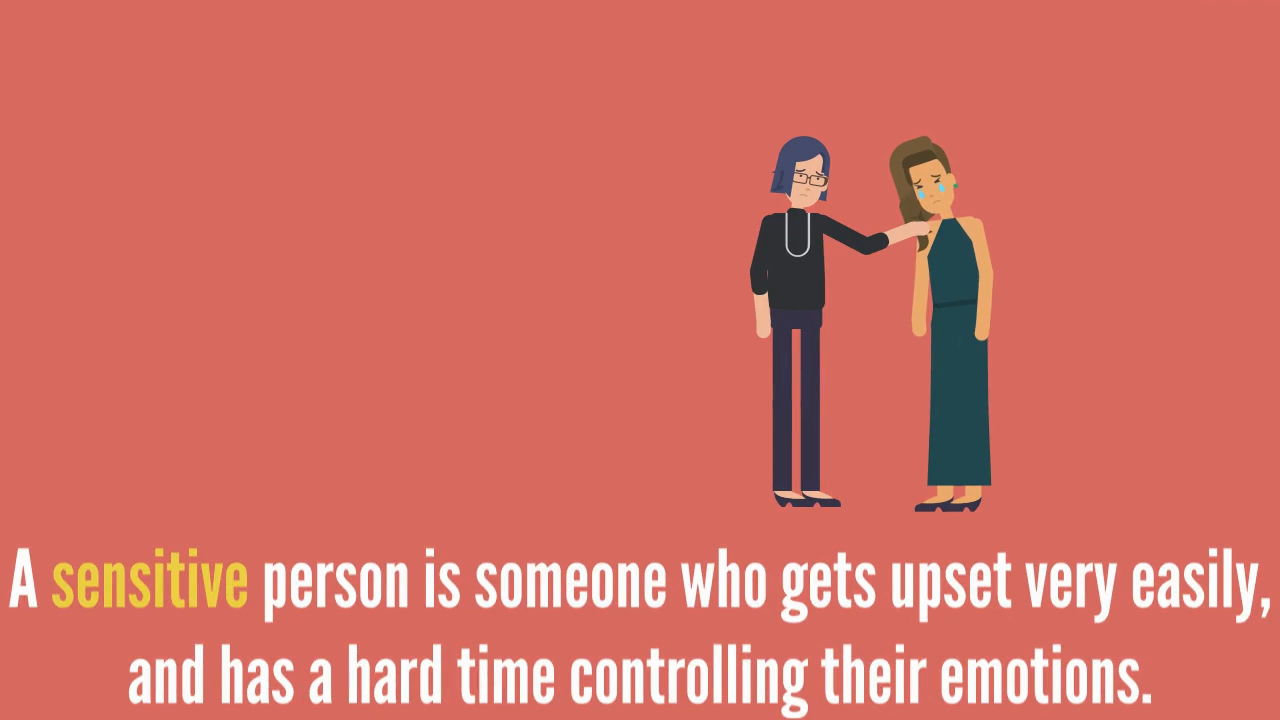 A sensitive person is someone who gets upset very easily,
and has a hard time controlling their emotions.